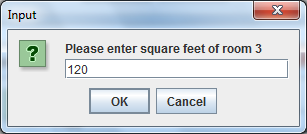 Input
Please enter square feet of room 3
120
OK
Cancel